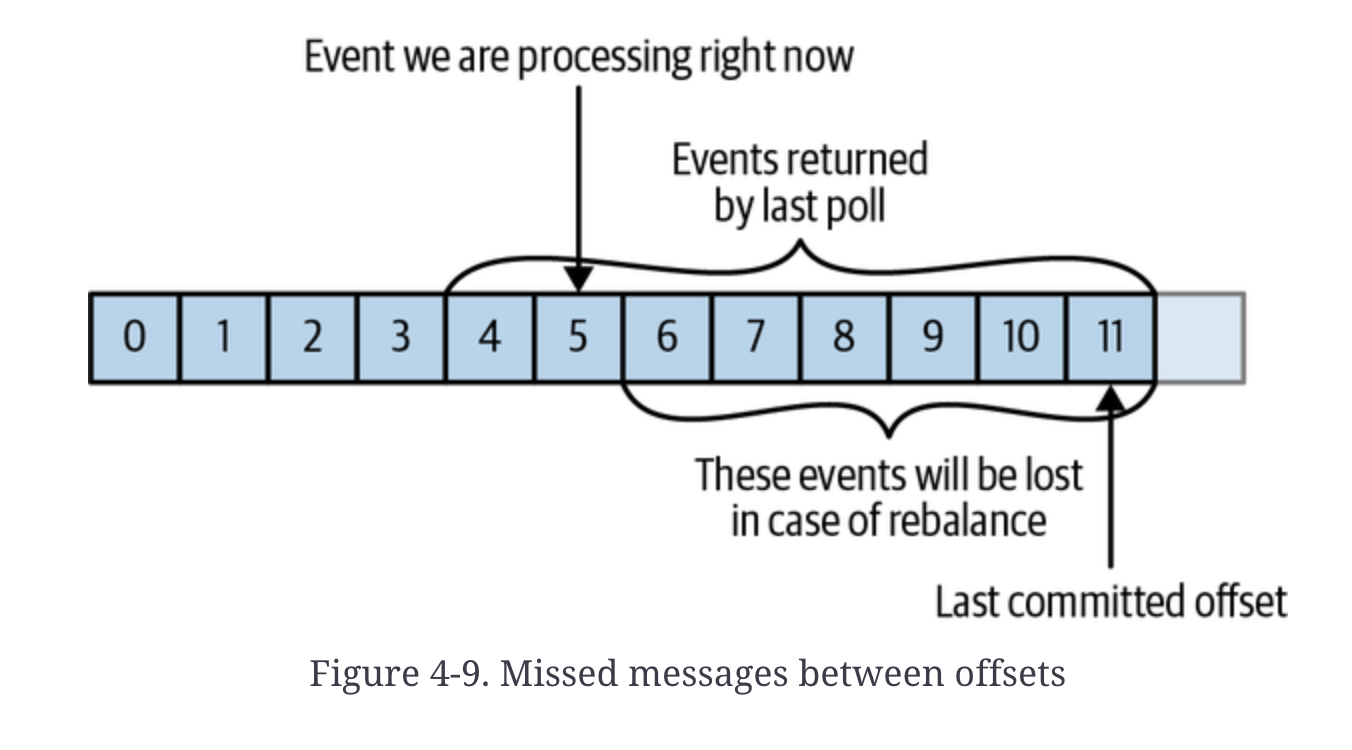 Event we are processing right now
Events returned
by last poll
0 1 2 3 4 5 6 7 8 9 10 11
These events will be lost
in case of rebalance
Last committed offset
Figure 4-9. Missed messages between offsets